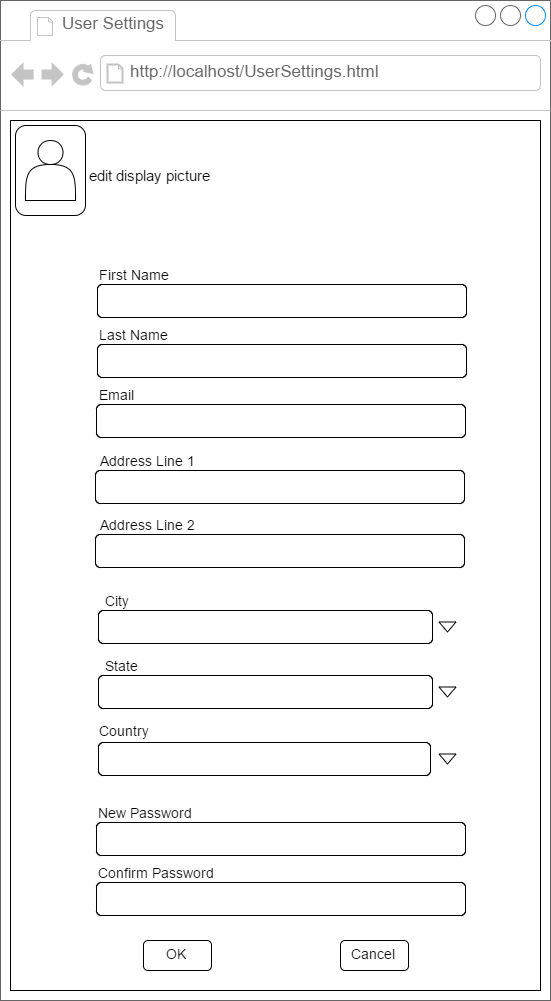 User Settings
http://localhost/UserSettings.html
edit display picture
First Name
Last Name
Email
Address Line 1
Address Line 2
City
State
Country
New Password
Confirm Password
OK
Cancel